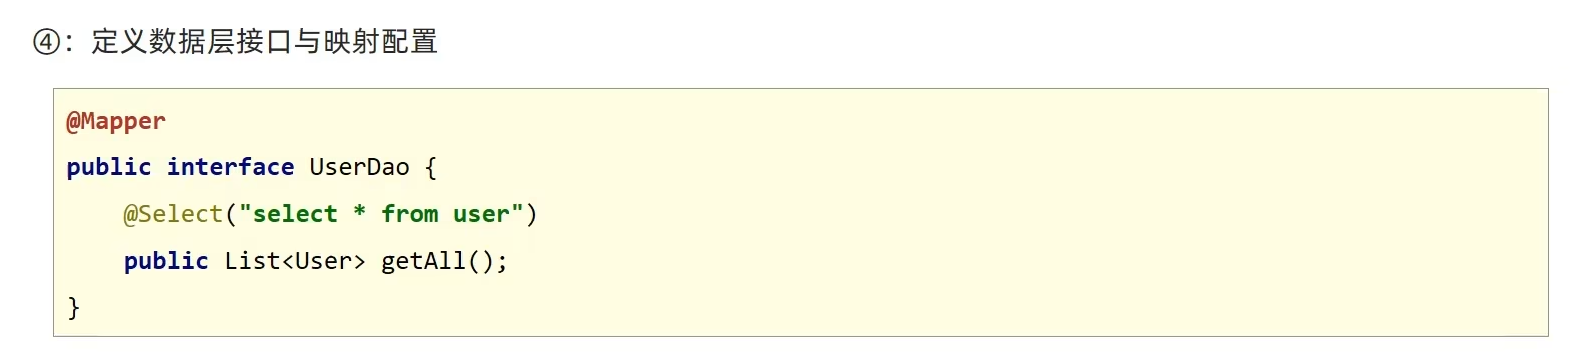 ④：定义数据层接口与映射配置
@Mapper
public interface UserDao {
    @Select("select * from user")
    public List<User> getAll();
}